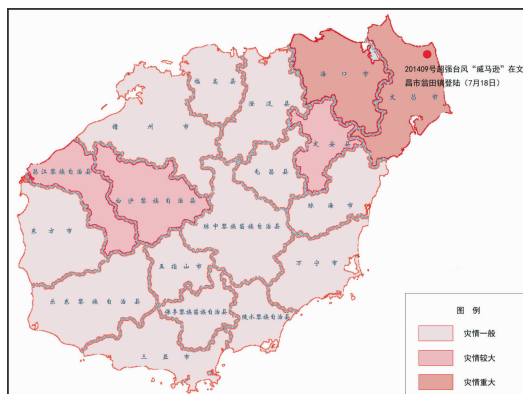 海口市
文昌市
201409号超强台风“威马逊”在文
昌市翁田镇登陆（7月18日）
临高县
澄迈县
儋州市
定安县
屯昌县
昌江黎族自治县
白沙黎族自治县
琼海市
东方市
琼中黎族苗族自治县
五指山市
万宁市
乐东黎族自治县
保亭黎族苗族自治县
陵水黎族自治县
三亚市
图例
灾情一般
灾情较大
灾情重大